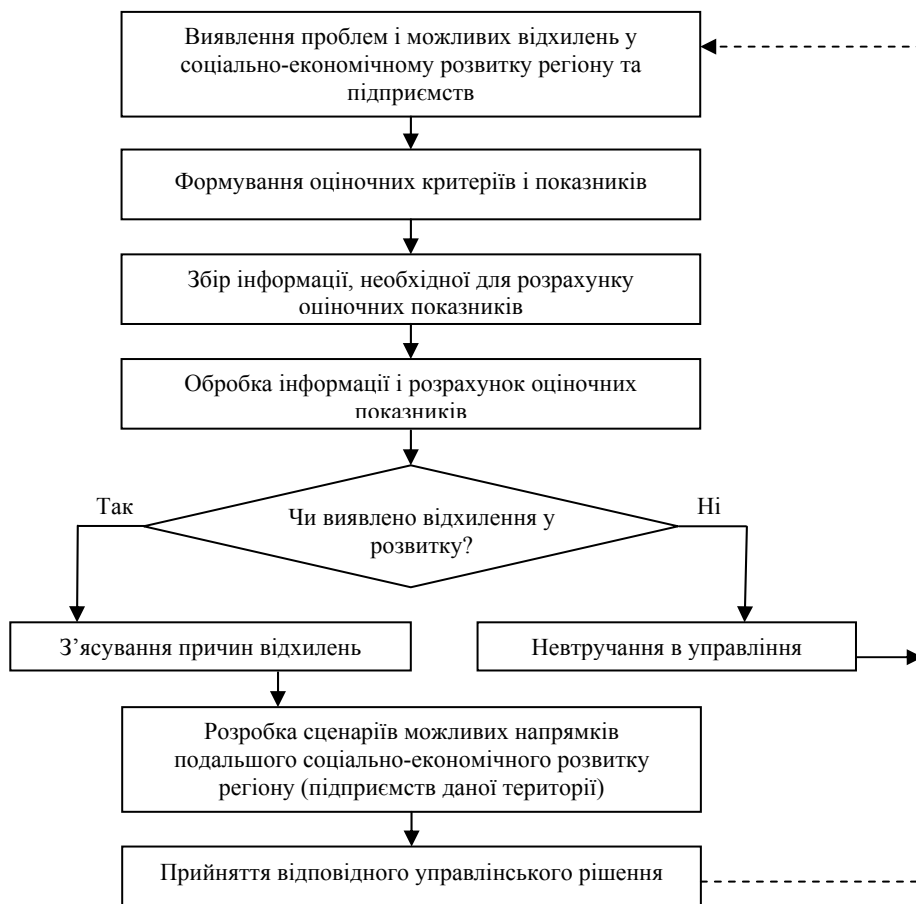 Виявлення проблем і можливих відхилень у
соціально-економічному розвитку регіону та
підприємств
Формування оціночних критеріїв і показників
Збір інформації, необхідної для розрахунку
оціночних показників
Обробка інформації і розрахунок оціночних
показників
Так
Ні
Чи виявлено відхилення у
розвитку?
З’ясування причин відхилень
Невтручання в управління
Розробка сценаріїв можливих напрямків
подальшого соціально-економічного розвитку
регіону (підприємств даної території)
Прийняття відповідного управлінського рішення